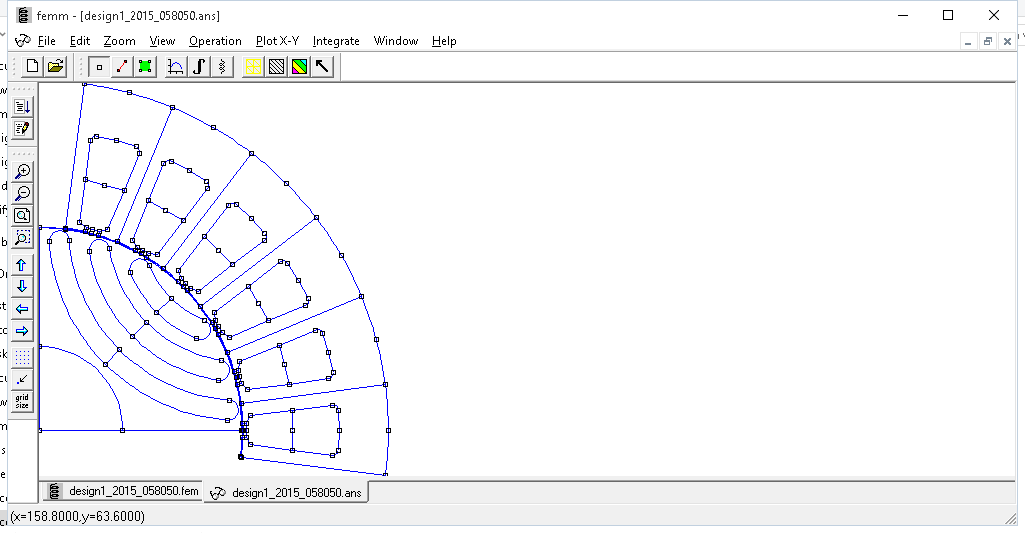 femm - [design1_2015_058050.ans]
File Edit Zoom View Operation Plot X-Y Integrate Window Help
grid
size
design1_2015_058050.fem design1_2015_058050.ans
(x=158.8000,y=63.6000)